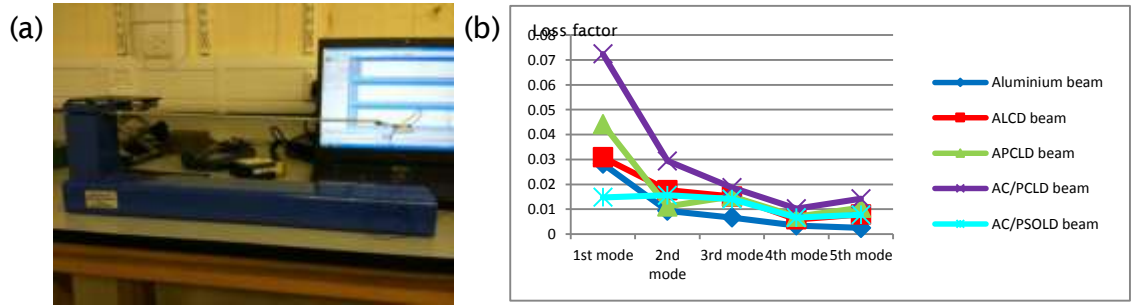 (a)
(b)
Loss factor
0.08
0.07
0.06
0.05
0.04
0.03
0.02
0.01
0
1st mode
2nd
mode
3rd mode
4th mode
5th mode
Aluminium beam
ALCD beam
APCLD beam
AC/PCLD beam
AC/PSOLD beam